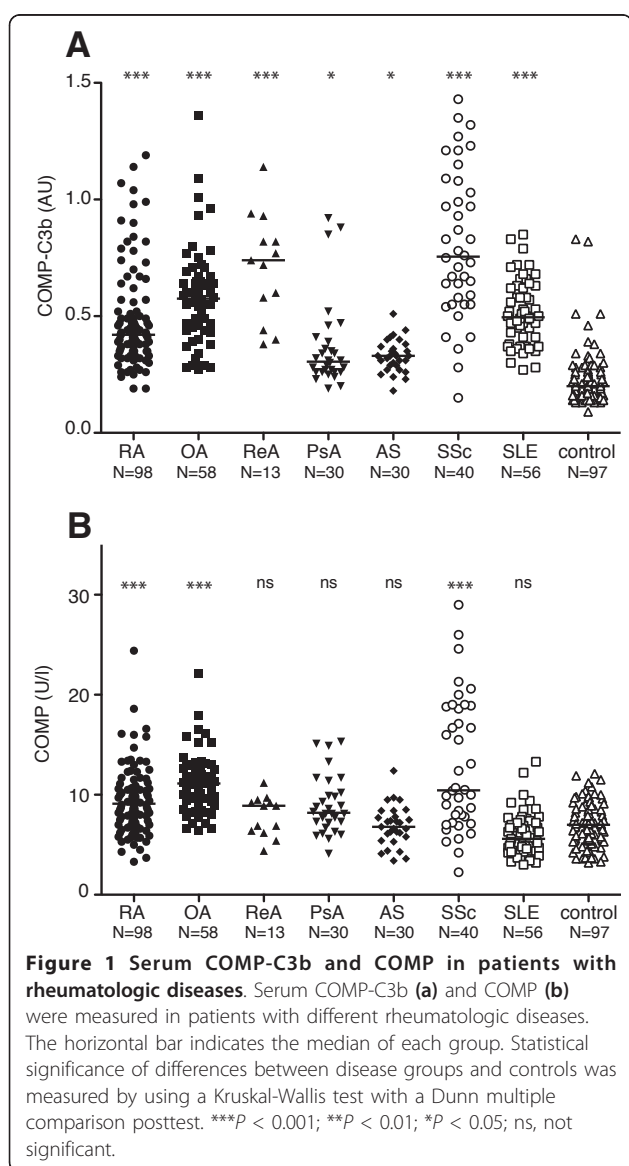 A
*** *** *** * * *** ***
1.5
1.0
0.5
0.0
COMP-C3b (AU)
RA OA ReA PsA AS SSc SLE control
N=98 N=58 N=13 N=30 N=30 N=40 N=56 N=97
B
*** *** ns ns ns *** ns
30
20
10
0
COMP (U/l)
RA OA ReA PsA AS SSc SLE control
N=98 N=58 N=13 N=30 N=30 N=40 N=56 N=97
Figure 1 Serum COMP-C3b and COMP in patients with
rheumatologic diseases. Serum COMP-C3b (a) and COMP (b)
were measured in patients with different rheumatologic diseases.
The horizontal bar indicates the median of each group. Statistical
significance of differences between disease groups and controls was
measured by using a Kruskal-Wallis test with a Dunn multiple
comparison posttest. ***P < 0.001; **P < 0.01; *P < 0.05; ns, not
significant.